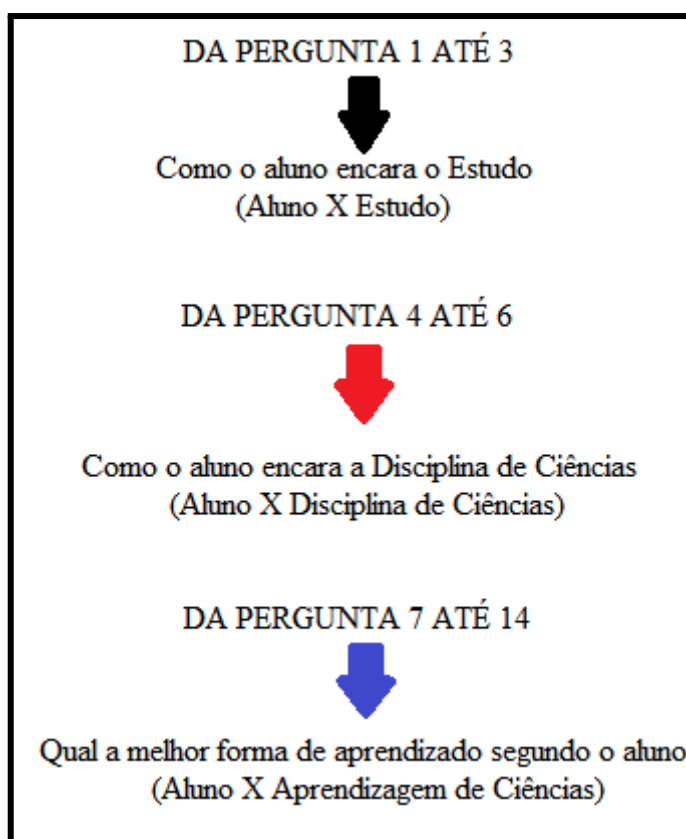 DA PERGUNTA 1 ATÉ 3
Como o aluno encara o Estudo
(Aluno X Estudo)
DA PERGUNTA 4 ATÉ 6
Como o aluno encara a Disciplina de Ciências
(Aluno X Disciplina de Ciências)
DA PERGUNTA 7 ATÉ 14
Qual a melhor forma de aprendizado segundo o aluno
(Aluno X Aprendizagem de Ciências)